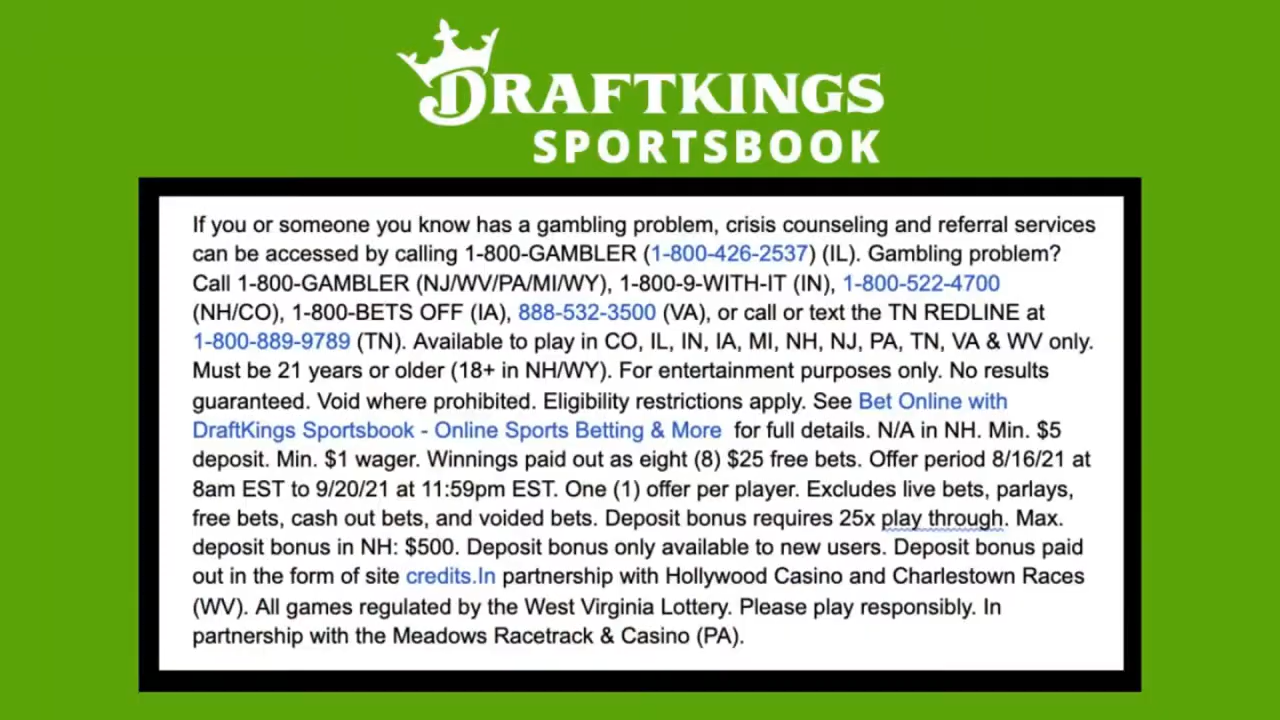 DRAFTKINGS
SPORTSBOOK
If you or someone you know has a gambling problem, crisis counseling and referral services
can be accessed by calling 1-800-GAMBLER (1-800-426-2537) (IL). Gambling problem?
Call 1-800-GAMBLER (NJ/WV/PA/MI/WY), 1-800-9-WITH-IT (IN), 1-800-522-4700
(NH/CO), 1-800-BETS OFF (IA), 888-532-3500 (VA), or call or text the TN REDLINE at
1-800-889-9789 (TN). Available to play in CO, IL, IN, IA, MI, NH, NJ, PA, TN, VA & WV only.
Must be 21 years or older (18+ in NH/WY). For entertainment purposes only. No results
guaranteed. Void where prohibited. Eligibility restrictions apply. See Bet Online with
DraftKings Sportsbook - Online Sports Betting & More for full details. N/A in NH. Min. $5
deposit. Min. $1 wager. Winnings paid out as eight (8) $25 free bets. Offer period 8/16/21 at
8am EST to 9/20/21 at 11:59pm EST. One (1) offer per player. Excludes live bets, parlays,
free bets, cash out bets, and voided bets. Deposit bonus requires 25x play through. Max.
deposit bonus in NH: $500. Deposit bonus only available to new users. Deposit bonus paid
out in the form of site credits.In partnership with Hollywood Casino and Charlestown Races
(WV). All games regulated by the West Virginia Lottery. Please play responsibly. In
partnership with the Meadows Racetrack & Casino (PA).